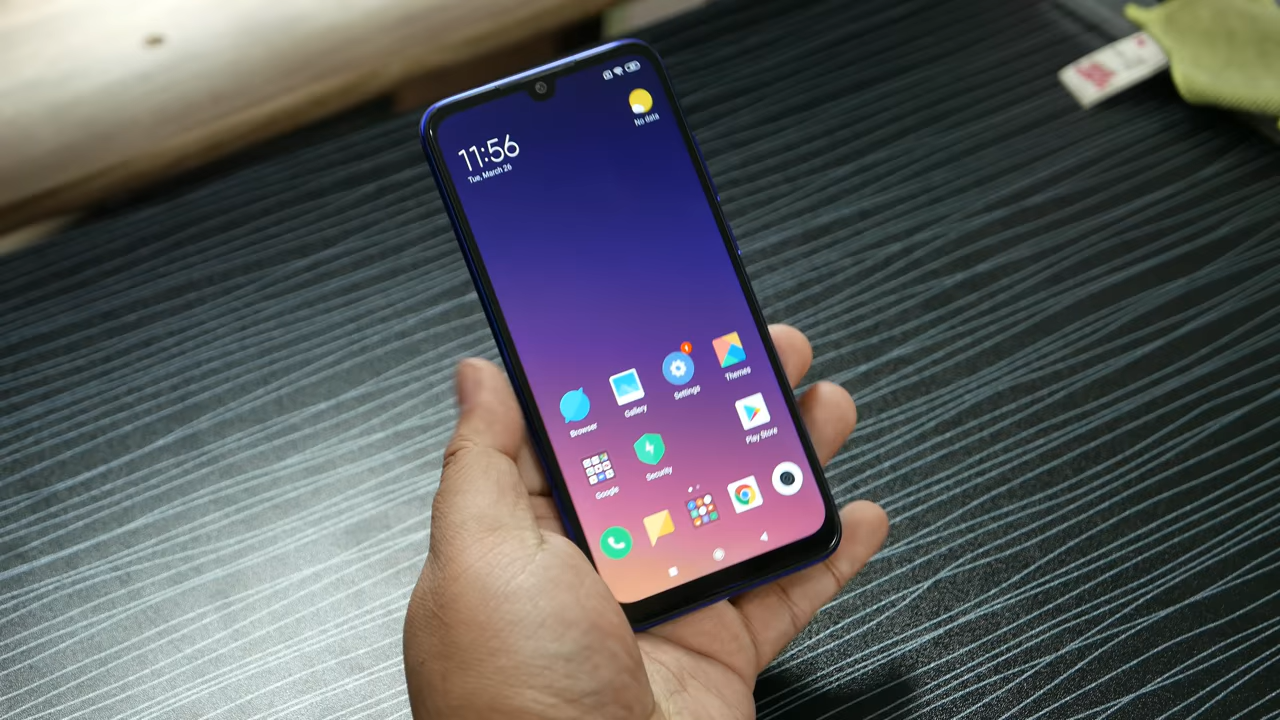 11:56
Tue, March 26
No data
Browser
Gallery
Settings
Themes
Google
Security
Play Store